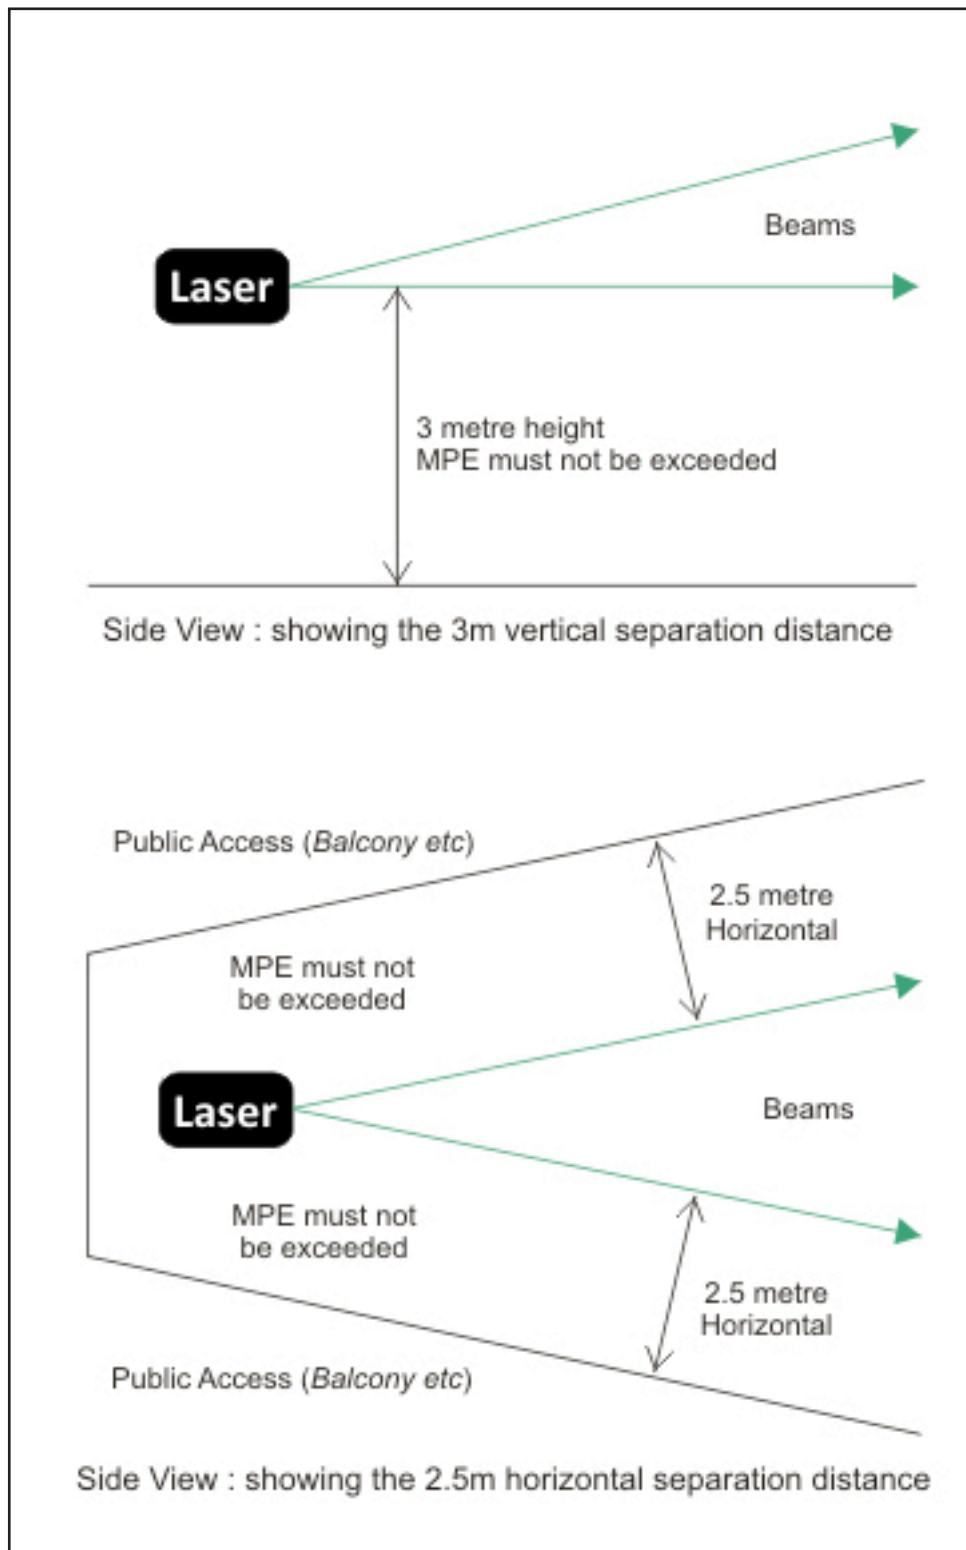 Beams
Laser
3 metre height
MPE must not be exceeded
Side View : showing the 3m vertical separation distance
Public Access (Balcony etc)
2.5 metre
Horizontal
MPE must not
be exceeded
Laser
Beams
MPE must not
be exceeded
2.5 metre
Horizontal
Public Access (Balcony etc)
Side View : showing the 2.5m horizontal separation distance